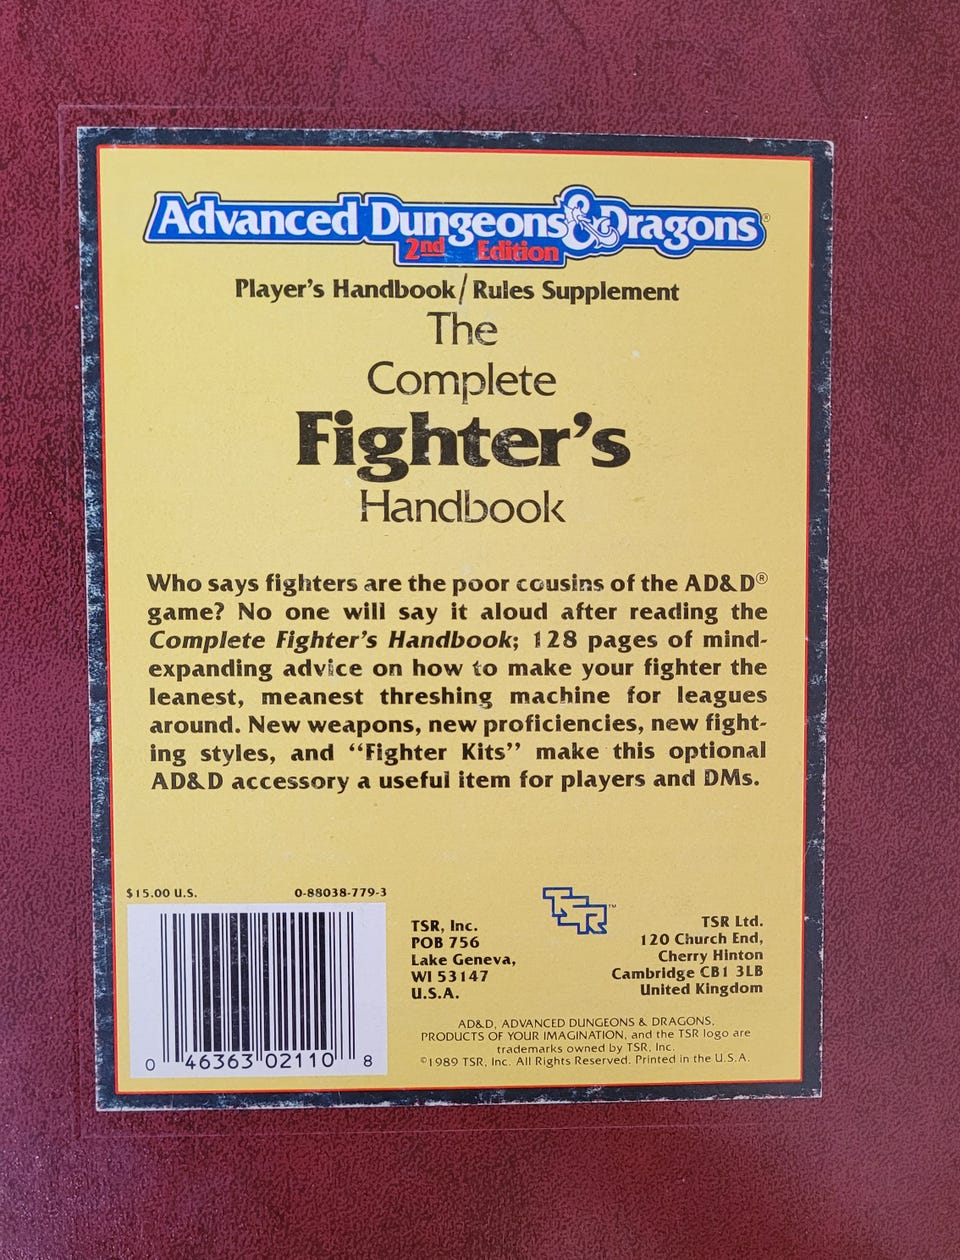 Advanced Dungeons & Dragons®
2nd Edition
Player's Handbook/Rules Supplement
The
Complete
Fighter's
Handbook
Who says fighters are the poor cousins of the AD&D®
game? No one will say it aloud after reading the
Complete Fighter's Handbook; 128 pages of mind-
expanding advice on how to make your fighter the
leanest, meanest threshing machine for leagues
around. New weapons, new proficiencies, new fight-
ing styles, and "Fighter Kits" make this optional
AD&D accessory a useful item for players and DMs.
$15.00 U.S. 0-88038-779-3
0 46363 02110 8
TSR, Inc.
POB 756
Lake Geneva,
WI 53147
U.S.A.
TSR™
TSR Ltd.
120 Church End,
Cherry Hinton
Cambridge CB1 3LB
United Kingdom
AD&D, ADVANCED DUNGEONS & DRAGONS,
PRODUCTS OF YOUR IMAGINATION, and the TSR logo are
trademarks owned by TSR, Inc.
©1989 TSR, Inc. All Rights Reserved. Printed in the U.S.A.